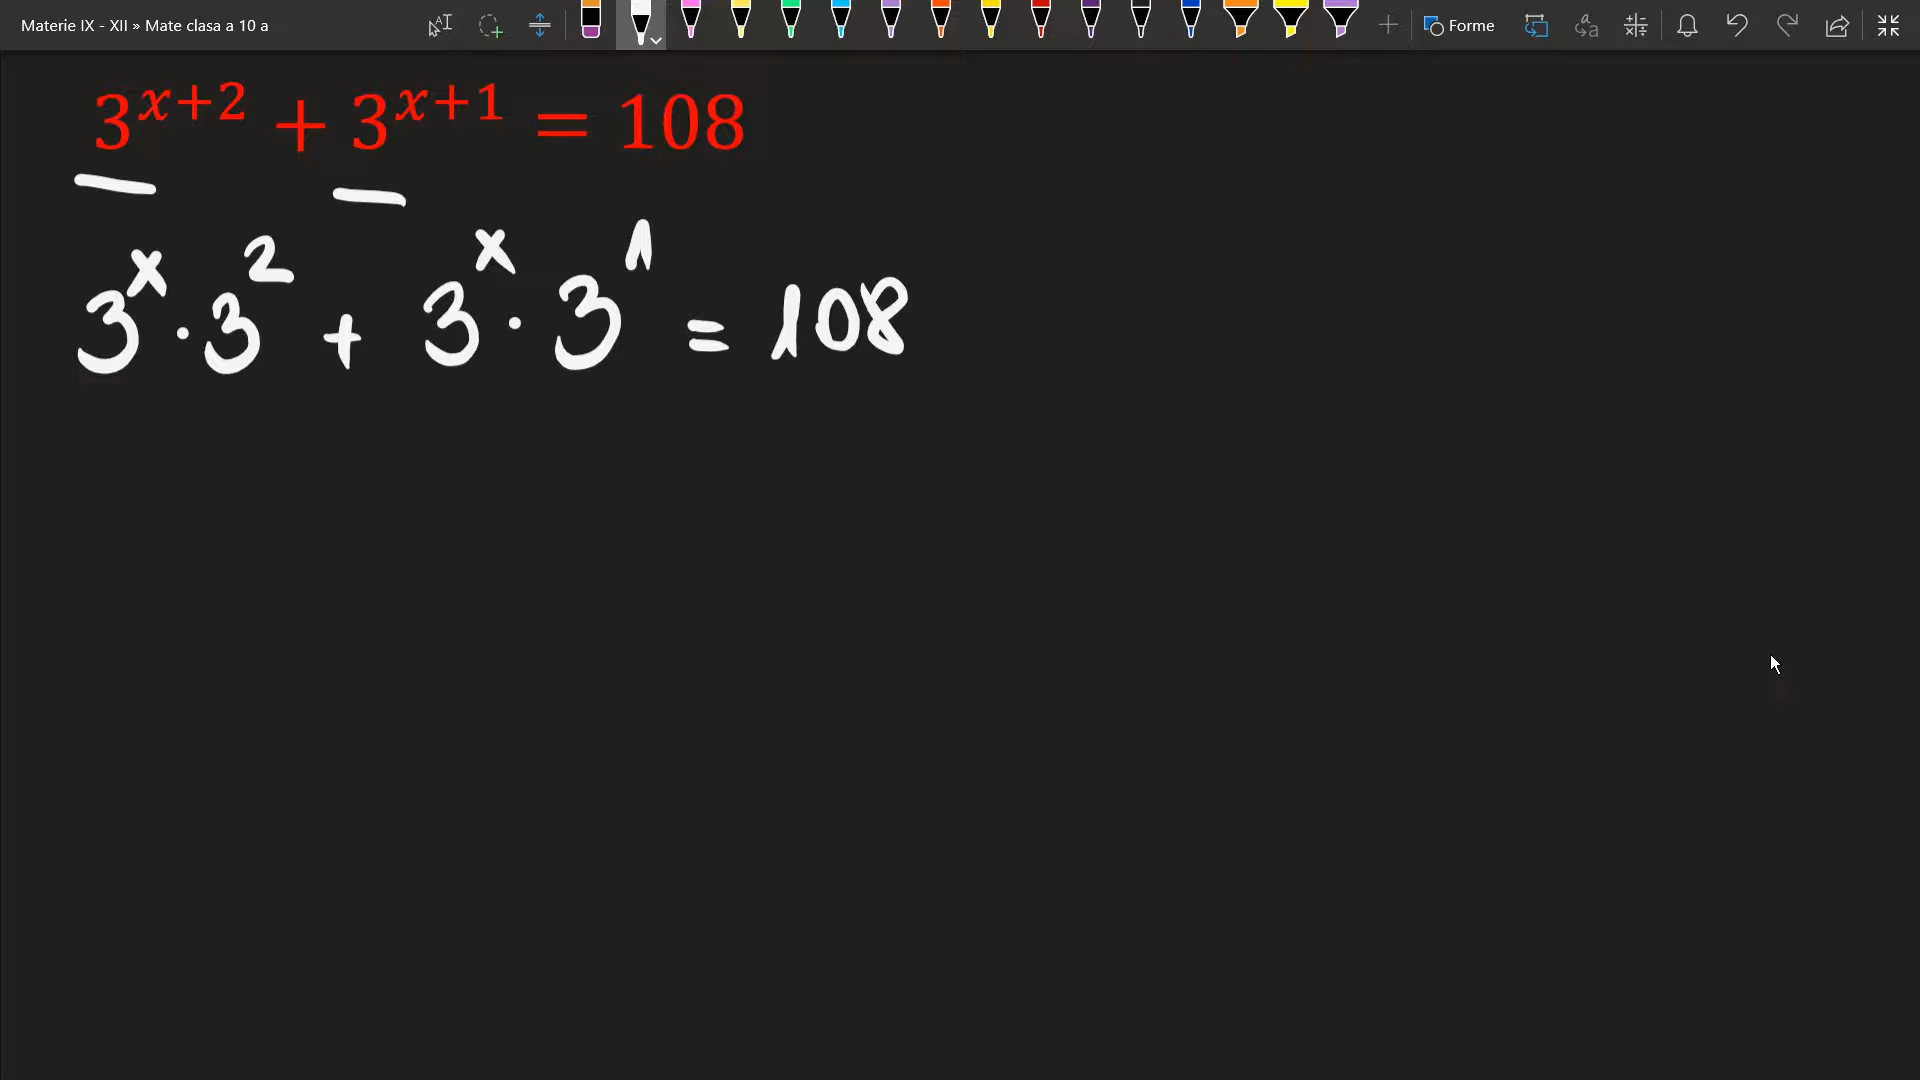 Materie IX - XII » Mate clasa a 10 a
Forme
3^{x+2} + 3^{x+1} = 108
3^x · 3^2 + 3^x · 3^1 = 108